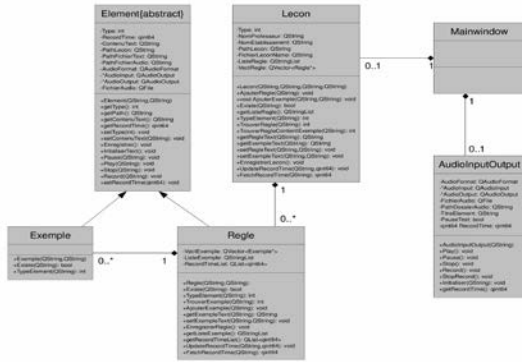 Element{abstract}
-Type: int
-RecordTime: qint64
-ContenuText: QString
-PathLecon: QString
-PathFichierText: QString
-PathFichierAudio: QString
-AudioFormat: QAudioFormat
-*AudioInput: QAudioInput
-*AudioOutput: QAudioOutput
-FichierAudio: QFile
+Element(QString,QString)
+getType(): int
+getPath(): QString
+getContenuText(): QString
+getRecordTime(): qint64
+setType(int): void
+setContenuText(QString): void
+Enregistrer(): void
+InitialiserText(): void
+Pause(QString): void
+Play(QString): void
+Stop(QString): void
+Record(QString): void
+setRecordTime(qint64): void
Lecon
-Type: int
-NomProfesseur: QString
-NomEtablissement: QString
-PathLecon: QString
-FichierLeconName: QString
-ListeRegle: QStringList
-VectRegle: QVector<Regle*>
+Lecon(QString,QString,QString,QString)
+AjouterRegle(QString): void
+void AjouterExemple(QString,QString)
+Existe(QString): bool
+getListeRegle(): QStringList
+TypeElement(QString): int
+TrouverRegle(QString): int
+TrouverRegleContenirExemple(QString): int
+getRegleText(QString): QString
+getExempleText(QString): QString
+setRegleText(QString,QString): void
+setExempleText(QString,QString): void
+EnregistrerLecon(): void
+UpdateRecordTime(QString,qint64): void
+FetchRecordTime(QString): qint64
Mainwindow
0..1
1
1
1
0..1
AudioInputOutput
-AudioFormat: QAudioFormat
-*AudioInput: QAudioInput
-*AudioOutput: QAudioOutput
-FichierAudio: QFile
-PathDossierAudio: QString
-TitreElement: QString
-PauseTest: bool
-qint64 RecordTime: qint64
+AudioInputOutput(QString)
+Play(): void
+Pause(): void
+Stop(): void
+Record(): void
+StopRecord(): void
+Initialiser(QString): void
+getRecordTime(): qint64
0..*
Exemple
+Exemple(QString,QString)
+Existe(QString): bool
+TypeElement(QString): int
0..*
1
Regle
-VectExemple: QVector<Exemple*>
-ListeExemple: QStringList
-RecordTimeList: QList<qint64>
+Regle(QString,QString)
+Existe(QString): bool
+TypeElement(QString): int
+TrouverExemple(QString): int
+AjouterExemple(QString): void
+getExempleText(QString): QString
+setExempleText(QString,QString): void
+EnregistrerRegle(): void
+getListeExemple(): QStringList
+getRecordTimeList(): QList<qint64>
+UpdateRecordTime(QString,qint64): void
+FetchRecordTime(QString): qint64